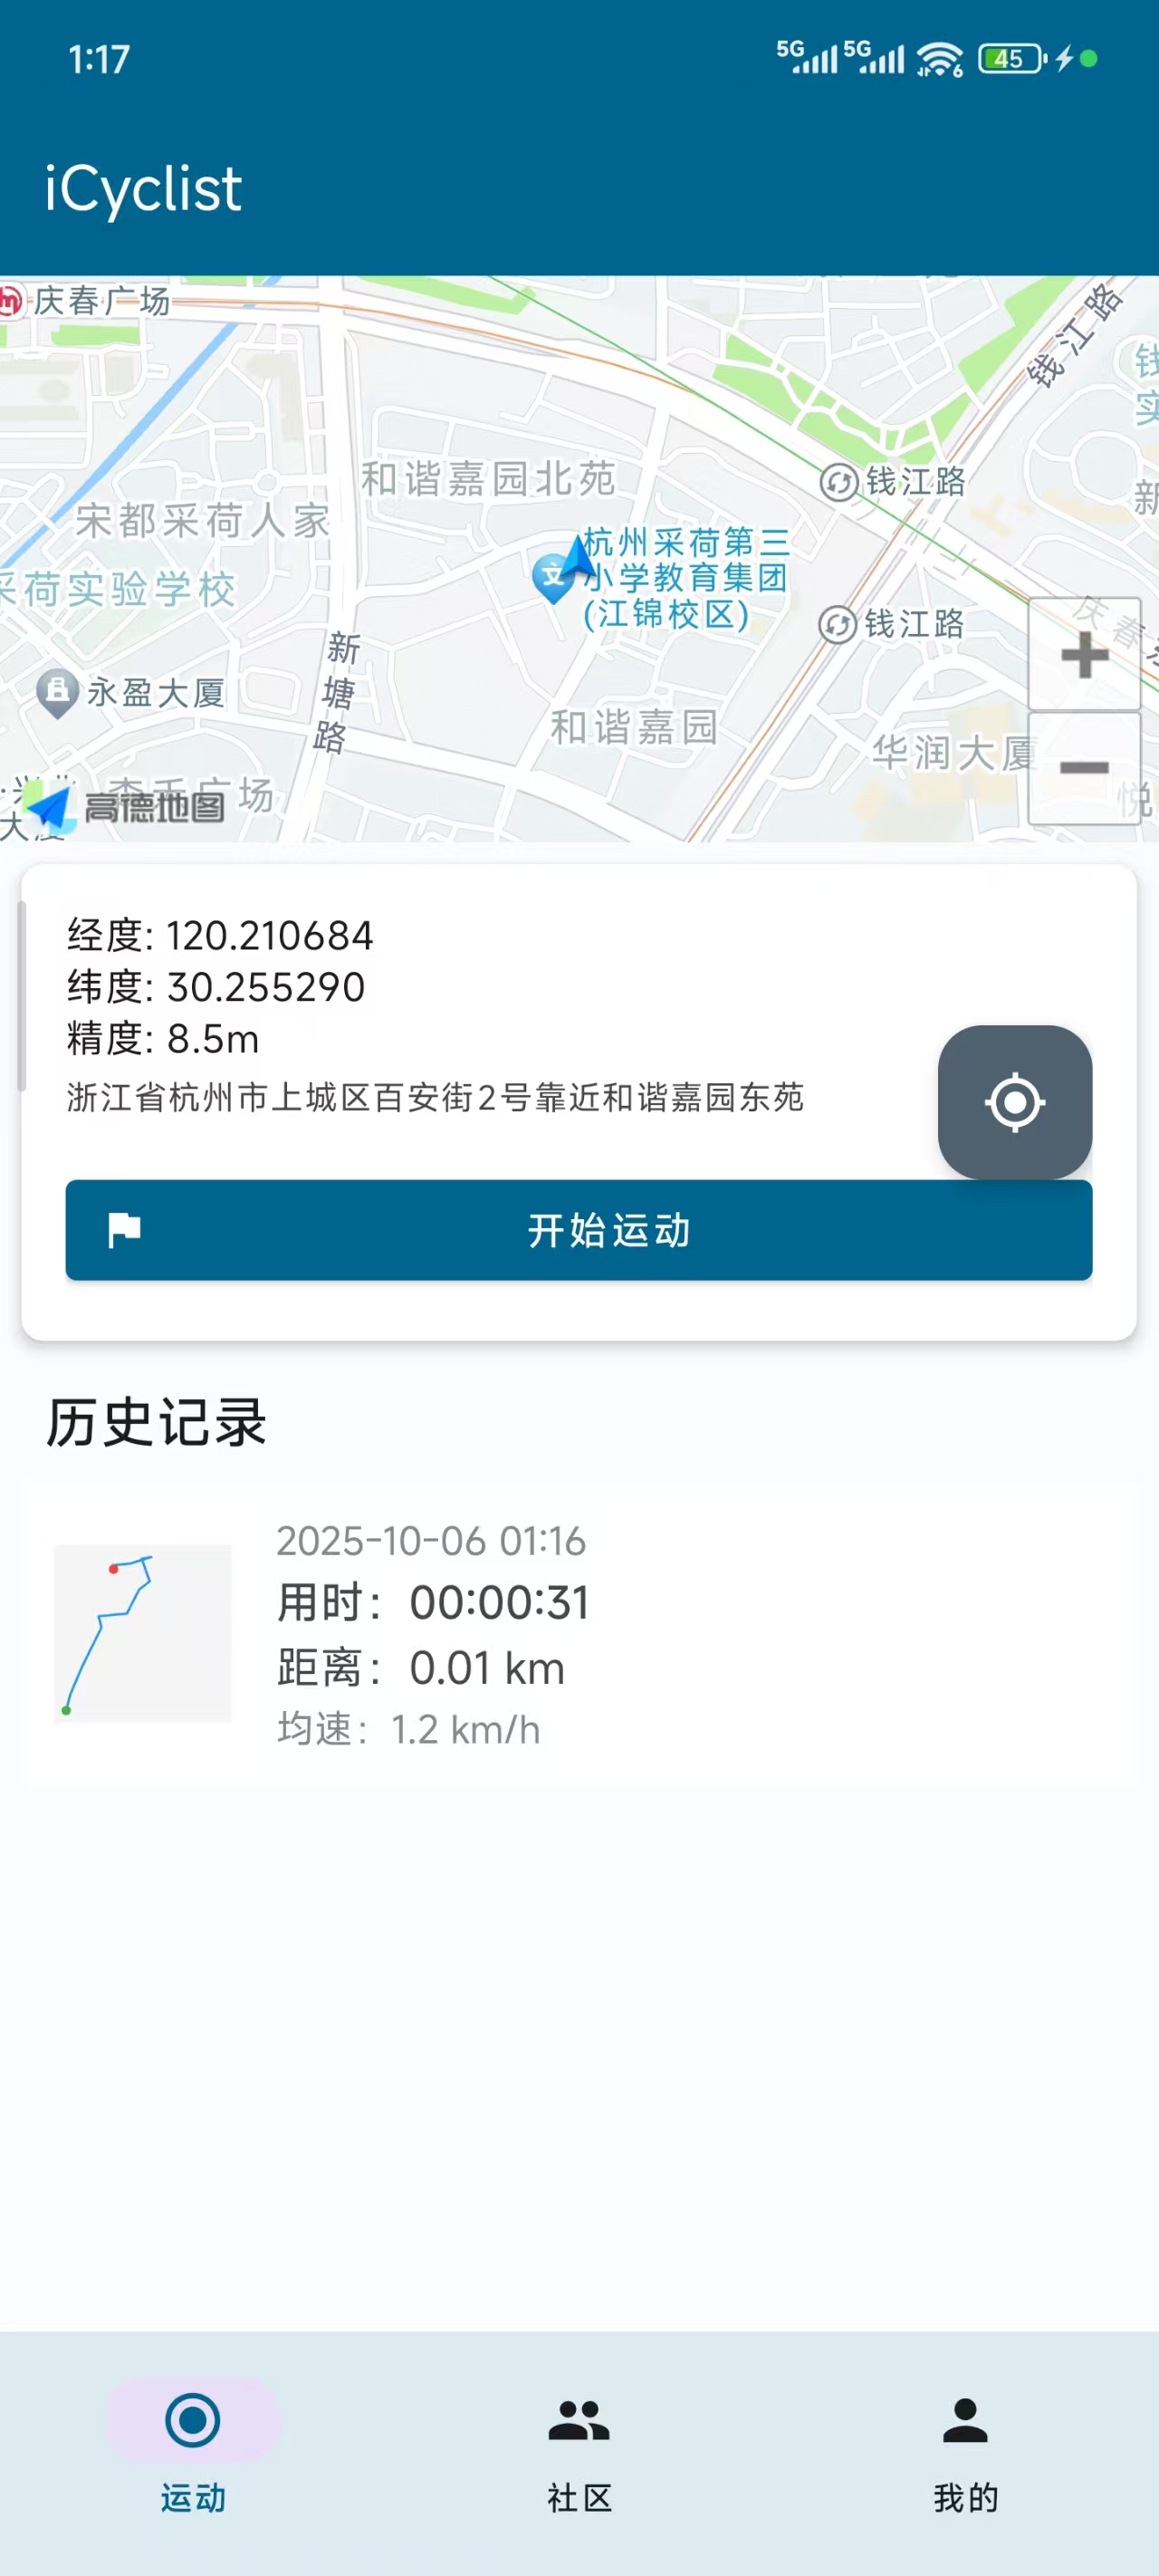 1:17
5G 5G 6 45
iCyclist
庆春广场
钱江路
和谐嘉园北苑
钱江路
宋都采荷人家
杭州采荷第三
小学教育集团
(江锦校区)
文
采荷实验学校
钱江路
新塘路
永盈大厦
和谐嘉园
华润大厦
悦
高德地图
经度: 120.210684
纬度: 30.255290
精度: 8.5m
浙江省杭州市上城区百安街2号靠近和谐嘉园东苑
开始运动
历史记录
2025-10-06 01:16
用时: 00:00:31
距离: 0.01 km
均速: 1.2 km/h
运动
社区
我的